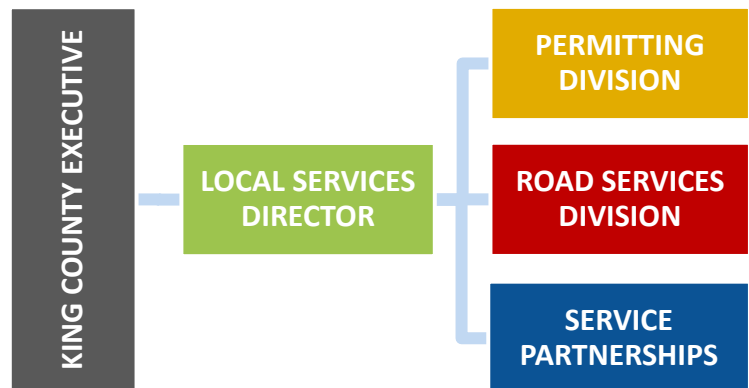 KING COUNTY EXECUTIVE
LOCAL SERVICES
DIRECTOR
PERMITTING
DIVISION
ROAD SERVICES
DIVISION
SERVICE
PARTNERSHIPS